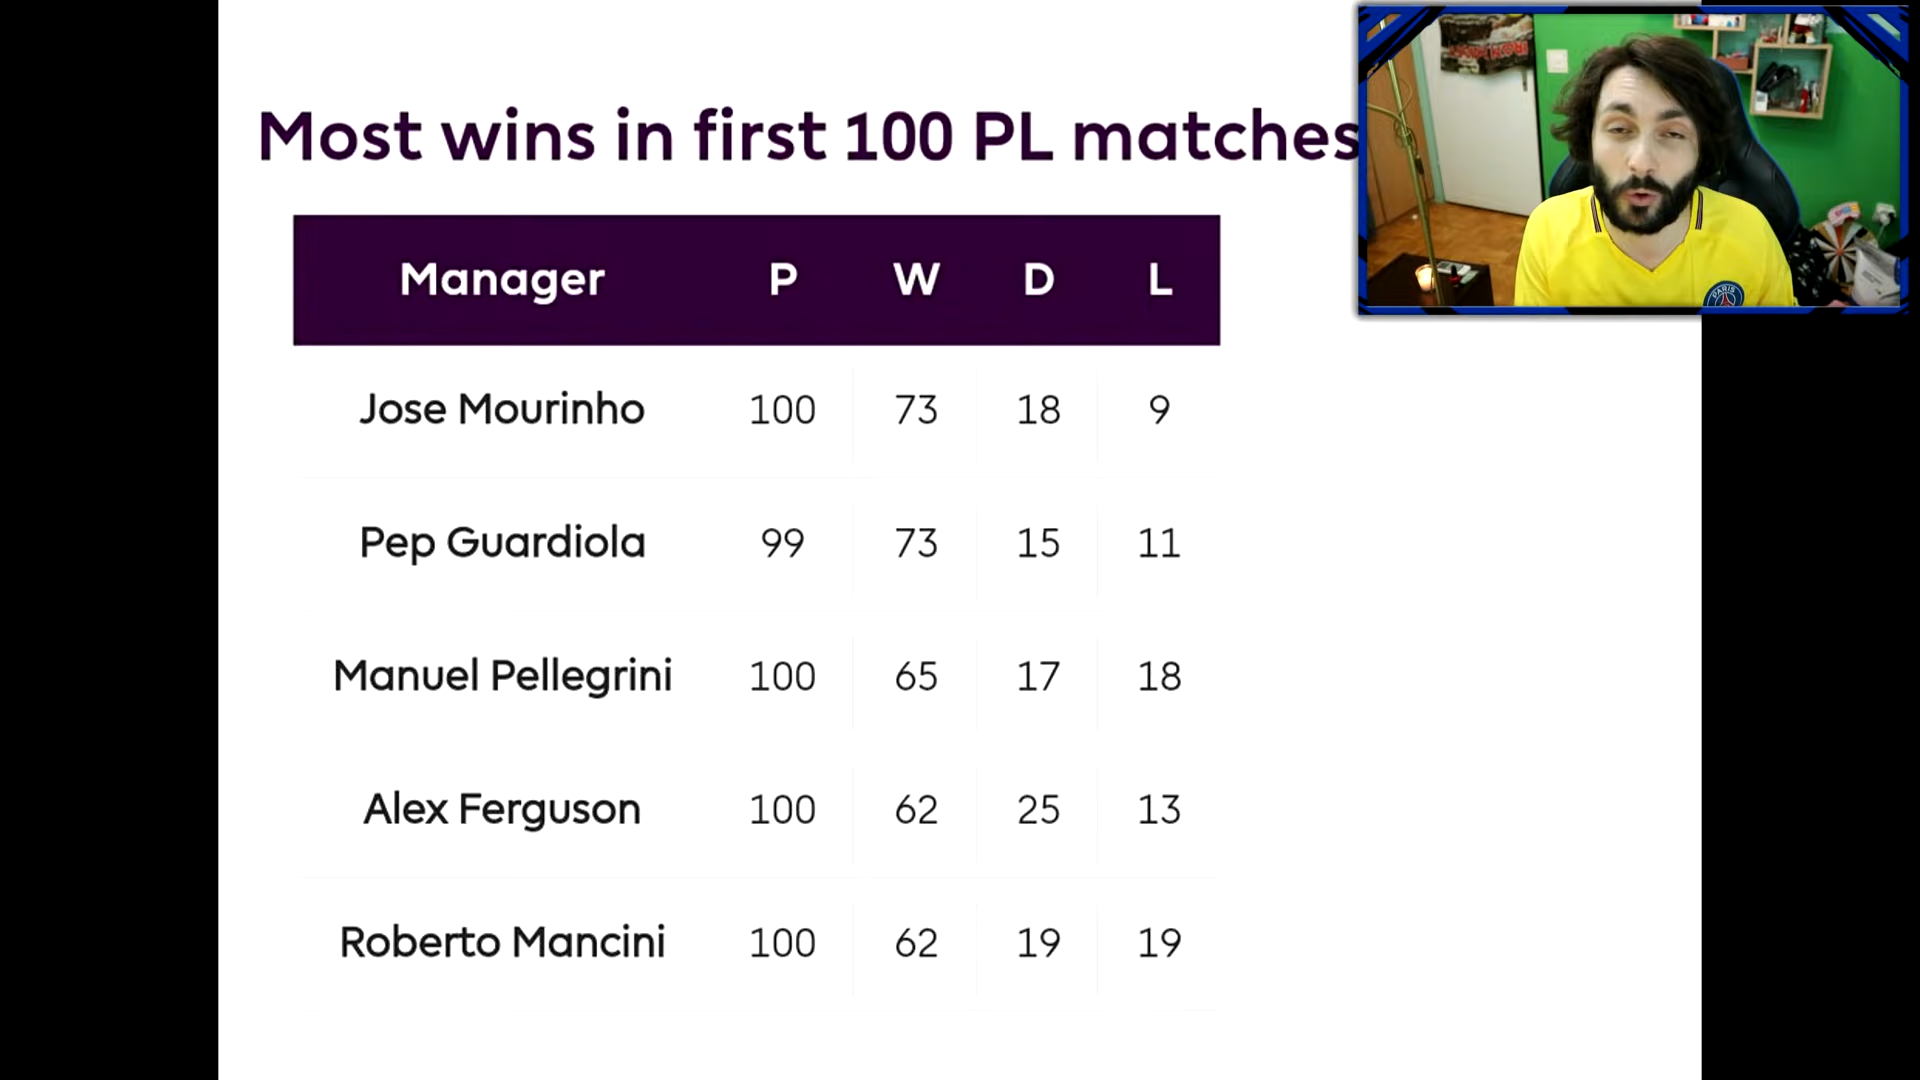 Most wins in first 100 PL matches
Manager P W D L
Jose Mourinho 100 73 18 9
Pep Guardiola 99 73 15 11
Manuel Pellegrini 100 65 17 18
Alex Ferguson 100 62 25 13
Roberto Mancini 100 62 19 19
PARIS